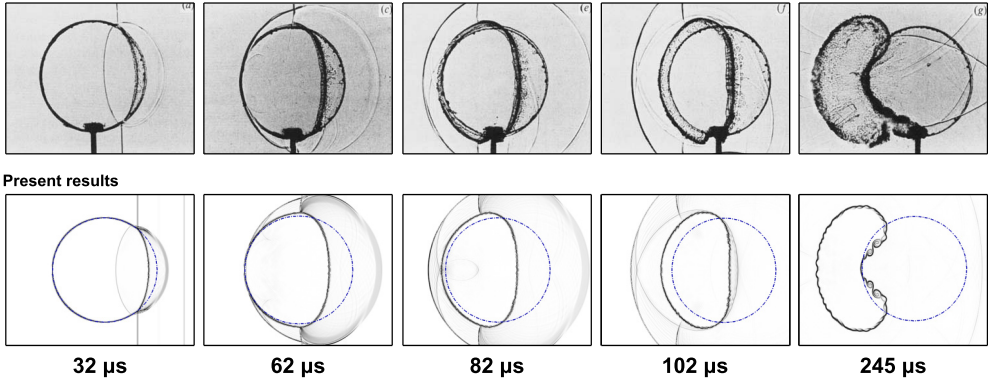 (a) (c) (e) (f) (g)
Present results
32 µs 62 µs 82 µs 102 µs 245 µs